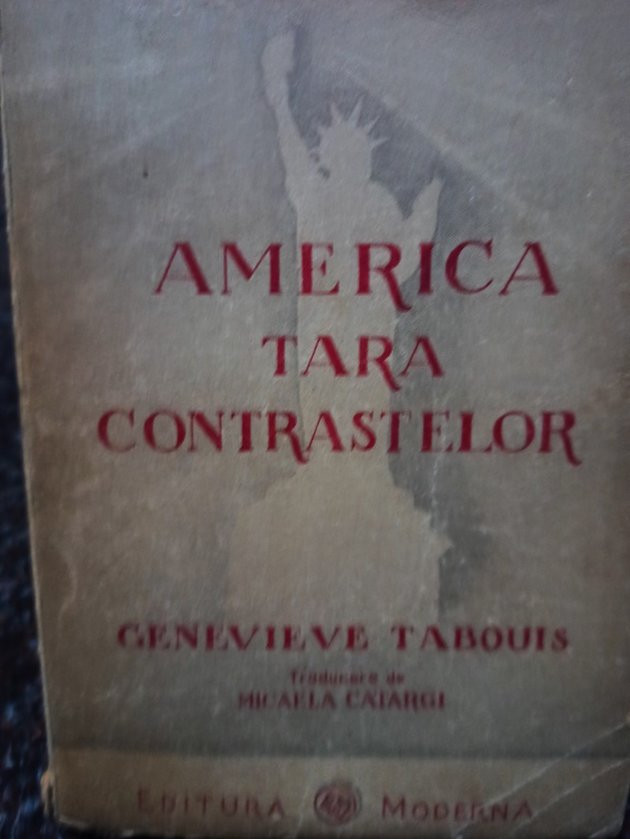 AMERICA
TARA
CONTRASTELOR
GENEVIEVE TABOUIS
Traducere de
MICAELA CATARGI
EDITURA MODERNA